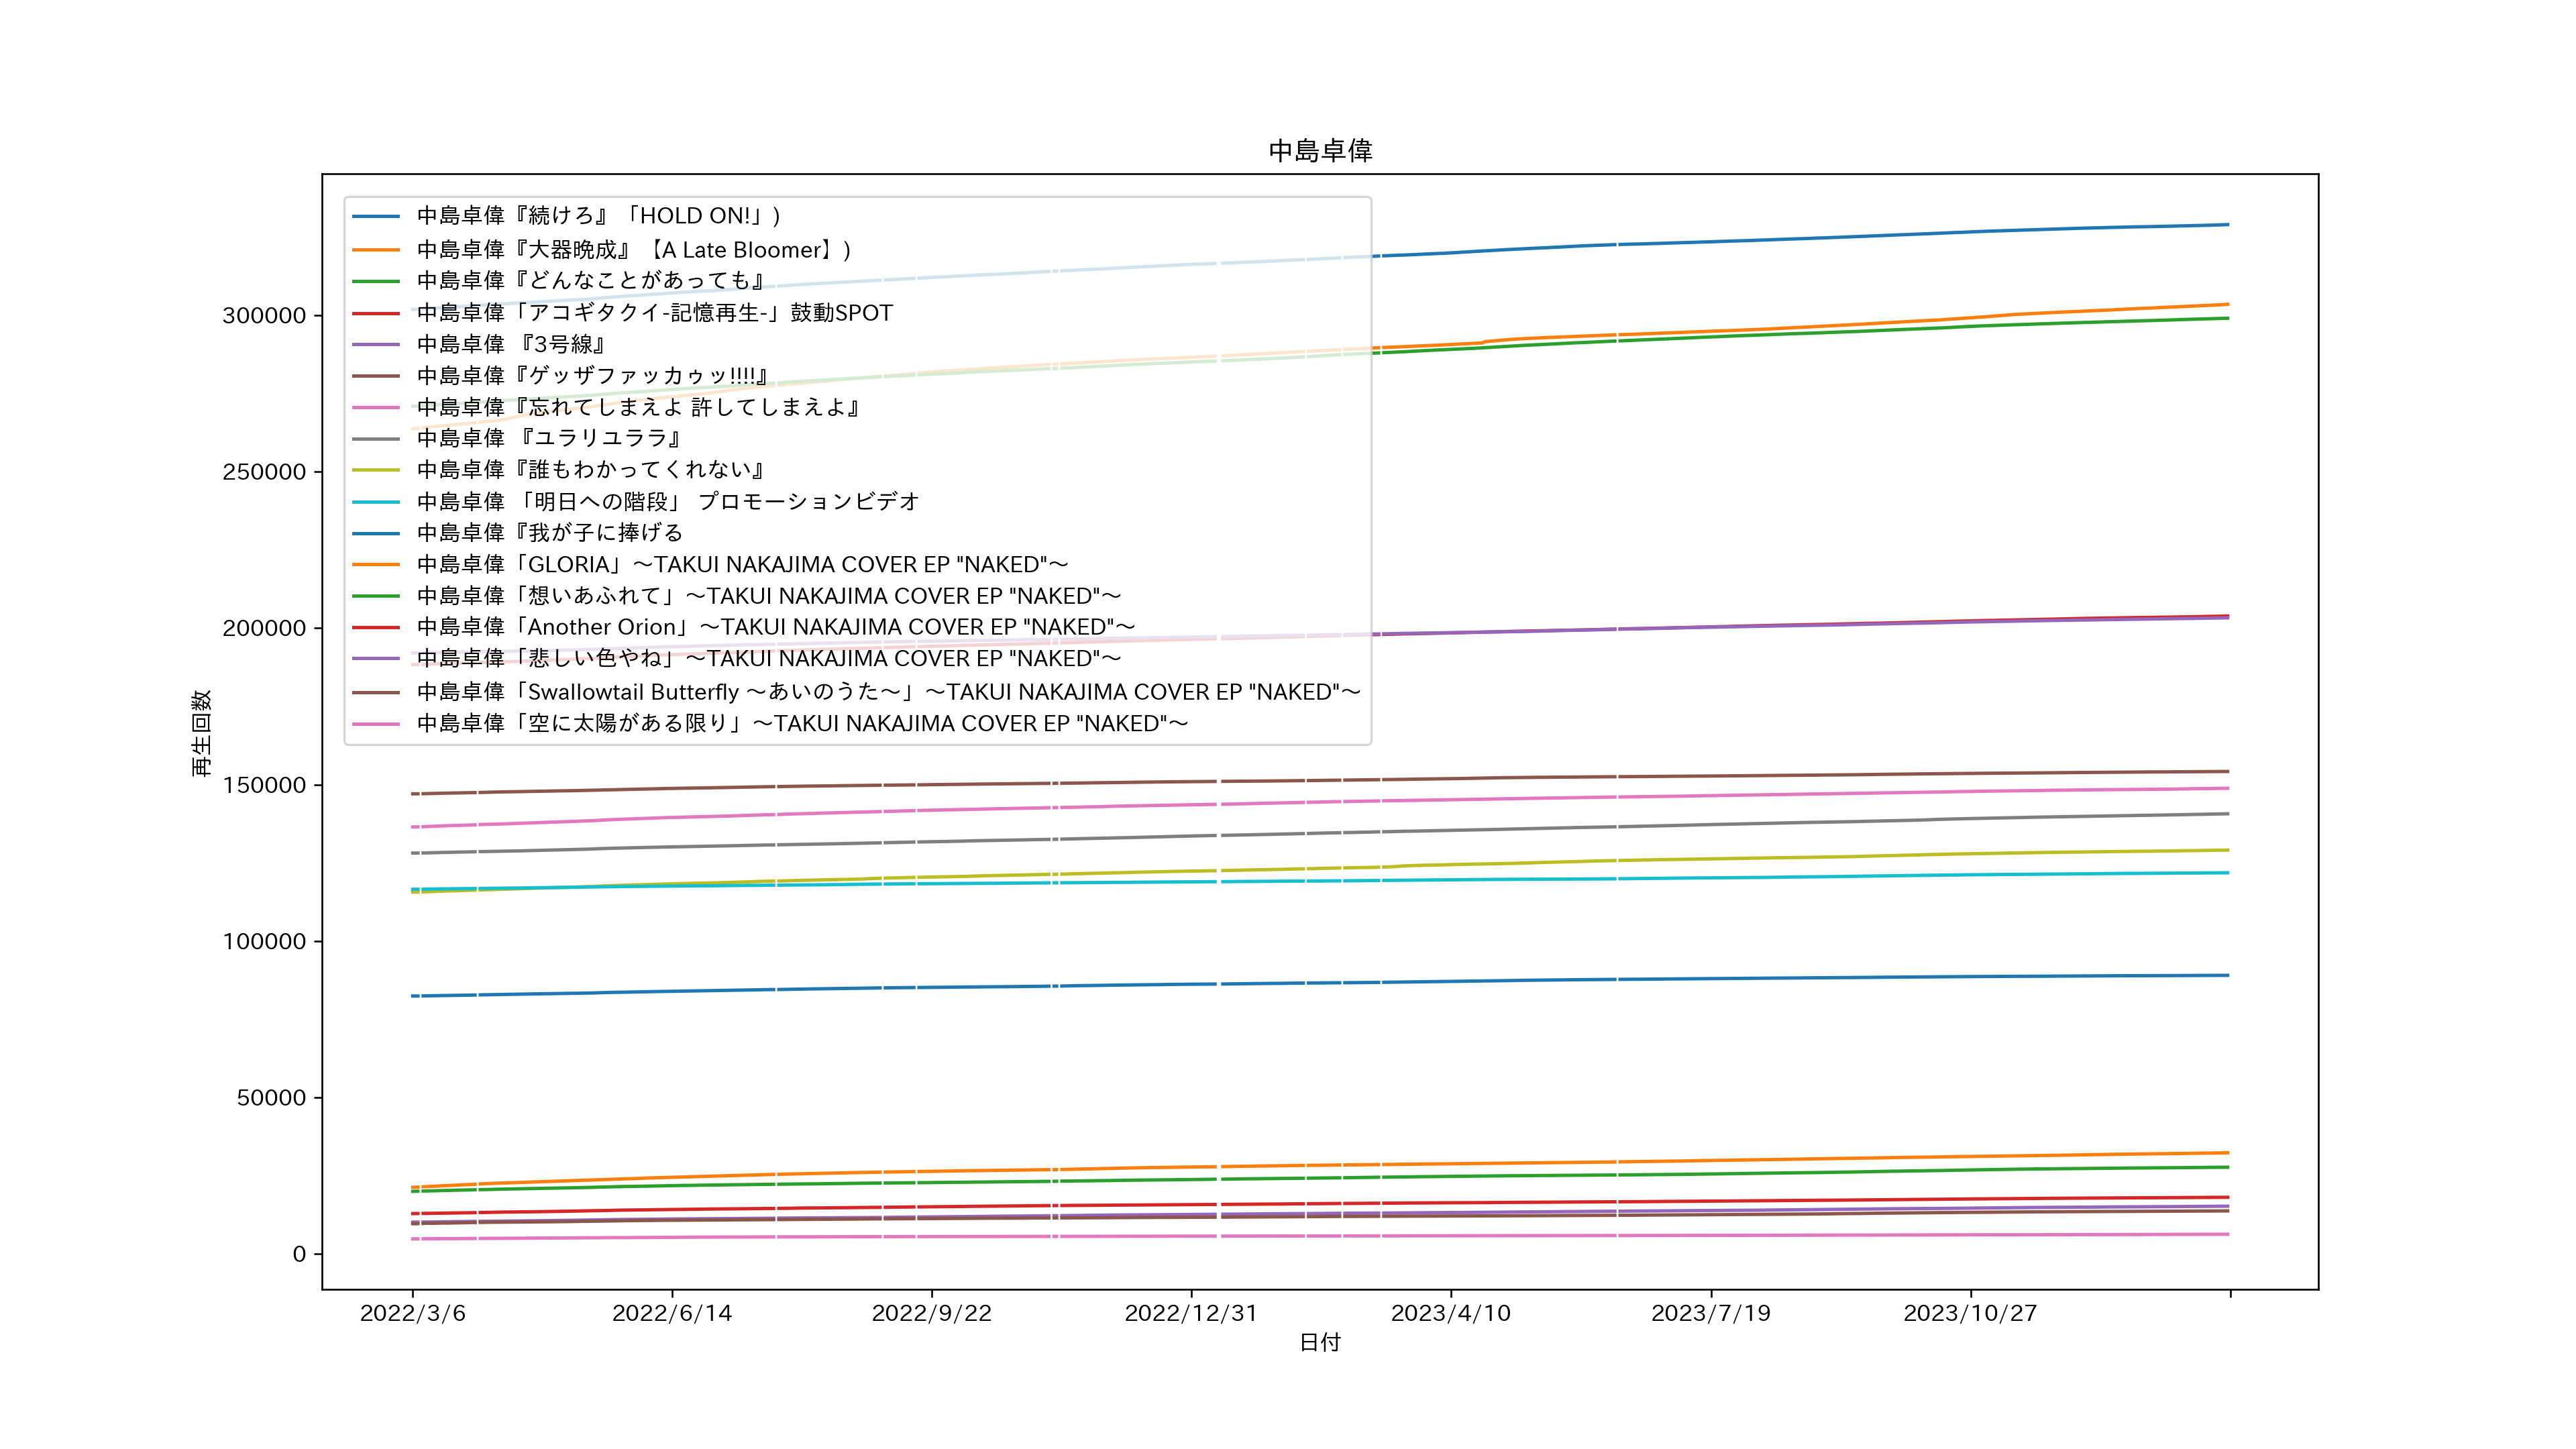 中島卓偉
中島卓偉『続けろ』「HOLD ON!」)
中島卓偉『大器晩成』【A Late Bloomer】)
中島卓偉『どんなことがあっても』
中島卓偉「アコギタクイ-記憶再生-」鼓動SPOT
中島卓偉 『3号線』
中島卓偉『ゲッザファッカゥッ!!!!』
中島卓偉『忘れてしまえよ 許してしまえよ』
中島卓偉 『ユラリユララ』
中島卓偉『誰もわかってくれない』
中島卓偉 「明日への階段」 プロモーションビデオ
中島卓偉『我が子に捧げる
中島卓偉「GLORIA」～TAKUI NAKAJIMA COVER EP "NAKED"～
中島卓偉「想いあふれて」～TAKUI NAKAJIMA COVER EP "NAKED"～
中島卓偉「Another Orion」～TAKUI NAKAJIMA COVER EP "NAKED"～
中島卓偉「悲しい色やね」～TAKUI NAKAJIMA COVER EP "NAKED"～
中島卓偉「Swallowtail Butterfly ～あいのうた～」～TAKUI NAKAJIMA COVER EP "NAKED"～
中島卓偉「空に太陽がある限り」～TAKUI NAKAJIMA COVER EP "NAKED"～
再生回数
300000
250000
200000
150000
100000
50000
0
2022/3/6 2022/6/14 2022/9/22 2022/12/31 2023/4/10 2023/7/19 2023/10/27
日付